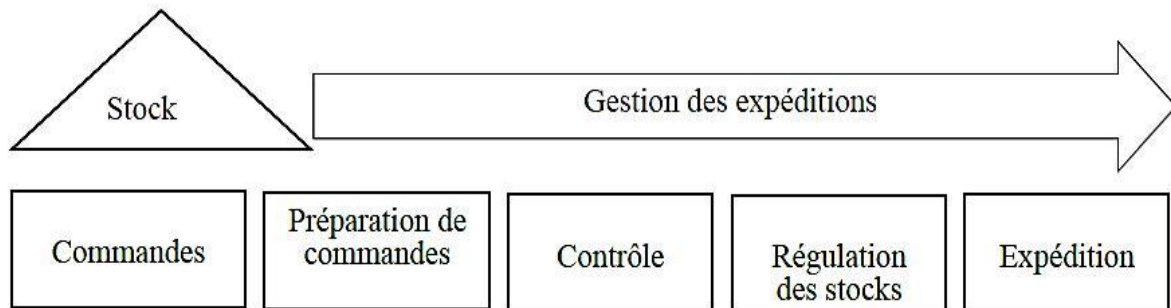 Stock
Gestion des expéditions
Commandes
Préparation de
commandes
Contrôle
Régulation
des stocks
Expédition